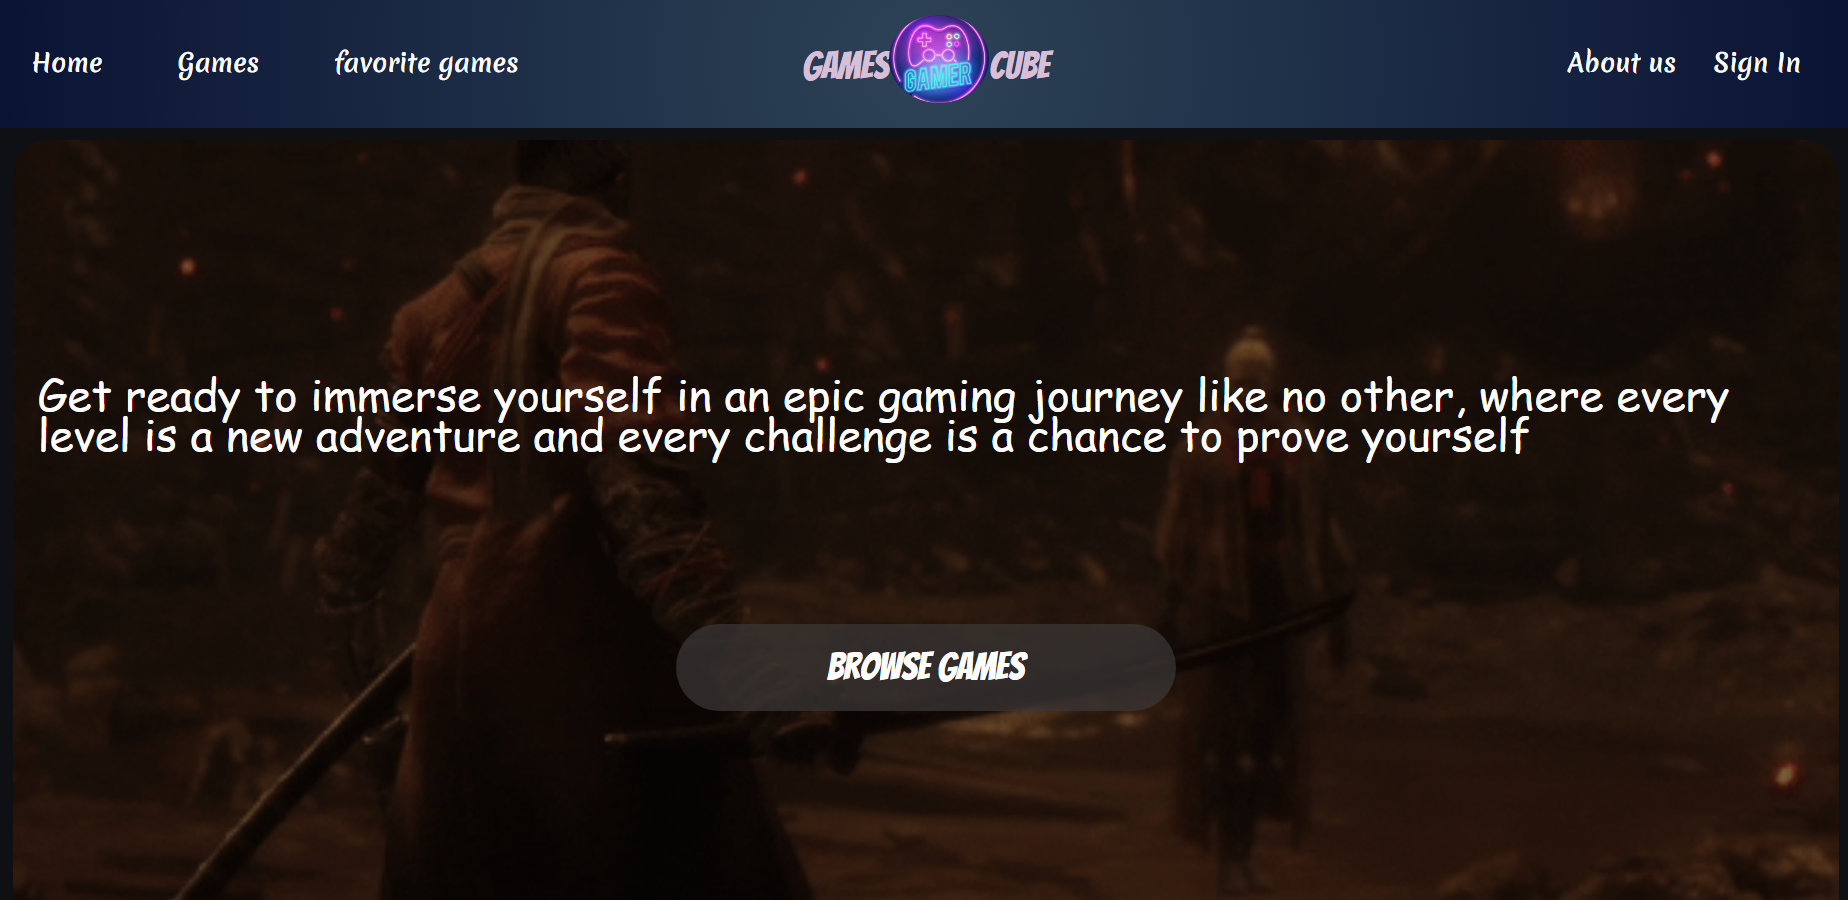 Home Games favorite games GAMES GAMER CUBE About us Sign In
Get ready to immerse yourself in an epic gaming journey like no other, where every
level is a new adventure and every challenge is a chance to prove yourself
BROWSE GAMES